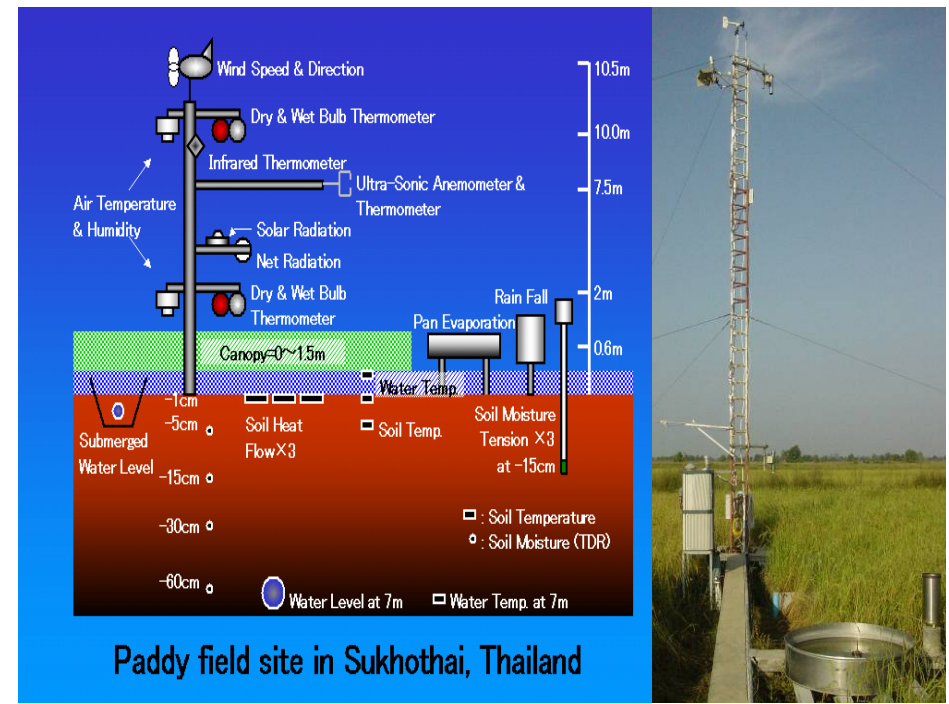 Wind Speed & Direction
10.5m
Dry & Wet Bulb Thermometer
10.0m
Infrared Thermometer
Ultra-Sonic Anemometer &
Thermometer
7.5m
Air Temperature
& Humidity
Solar Radiation
Net Radiation
Dry & Wet Bulb
Thermometer
Rain Fall
2m
Pan Evaporation
Canopy=0～1.5m
0.6m
Water Temp
-1cm
-5cm
Submerged
Water Level
Soil Heat
Flow×3
Soil Temp.
Soil Moisture
Tension ×3
at -15cm
-15cm
-30cm
: Soil Temperature
: Soil Moisture (TDR)
-60cm
Water Level at 7m
Water Temp. at 7m
Paddy field site in Sukhothai, Thailand